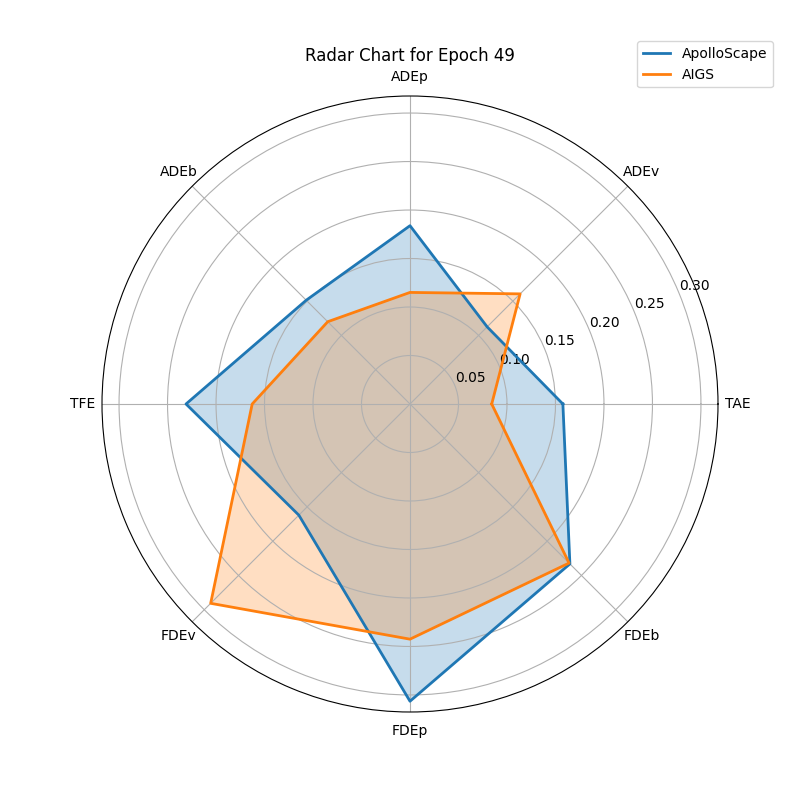 Radar Chart for Epoch 49
ApolloScape
AIGS
ADEp
ADEb
ADEv
0.30
0.25
0.20
0.15
0.10
0.05
TFE
TAE
FDEv
FDEb
FDEp